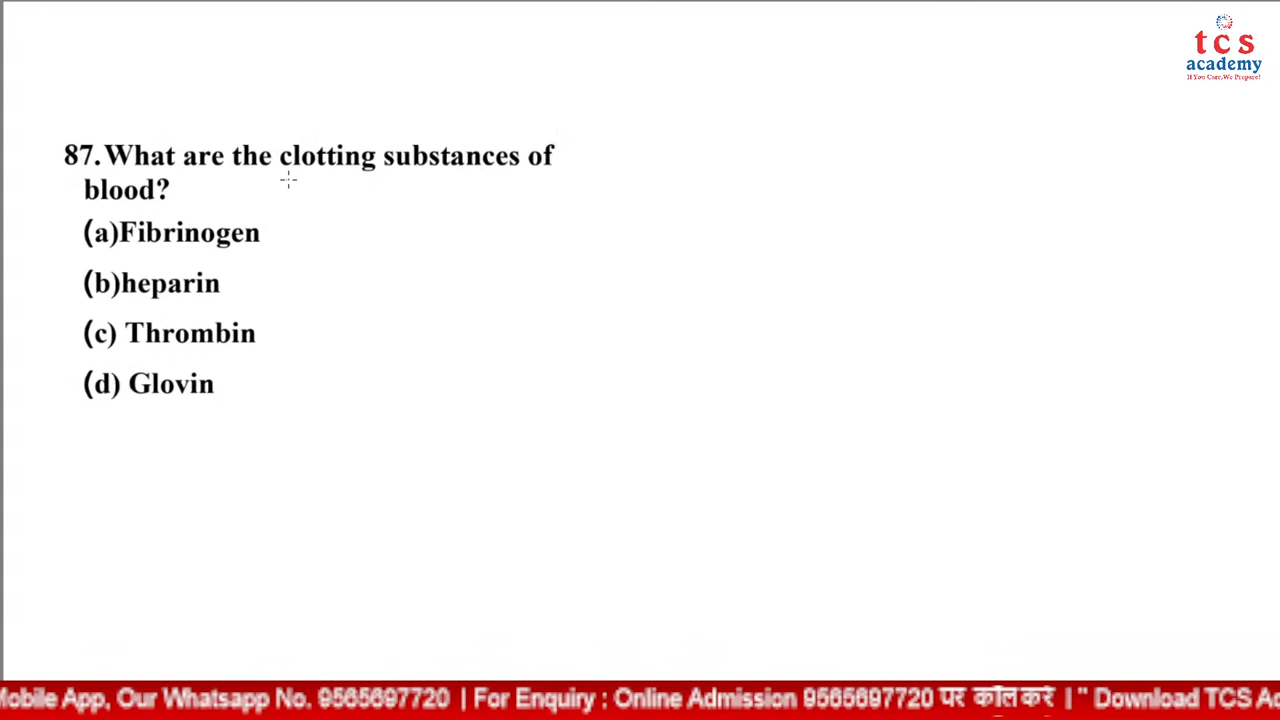 tcs
academy
If You Care, We Prepare!
87.What are the clotting substances of
blood?
(a)Fibrinogen
(b)heparin
(c) Thrombin
(d) Glovin
Mobile App, Our Whatsapp No. 9565697720 | For Enquiry : Online Admission 9565697720 पर कॉल करें | " Download TCS Ac